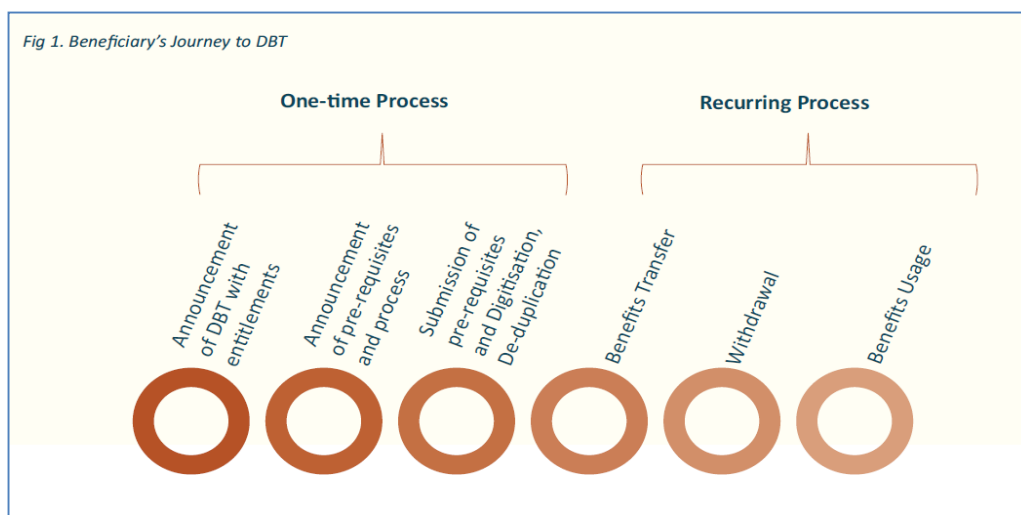 Fig 1. Beneficiary's Journey to DBT
One-time Process
Recurring Process
Announcement
of DBT with
entitlements
Announcement
of pre-requisites
and process
Submission of
pre-requisites
and Digitisation,
De-duplication
Benefits Transfer
Withdrawal
Benefits Usage